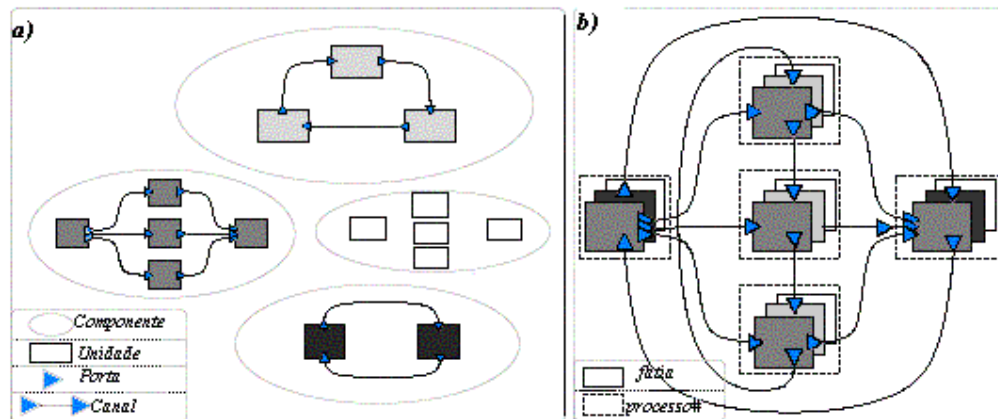 a)
Componente
Unidade
Porta
Canal
b)
fatia
processo#